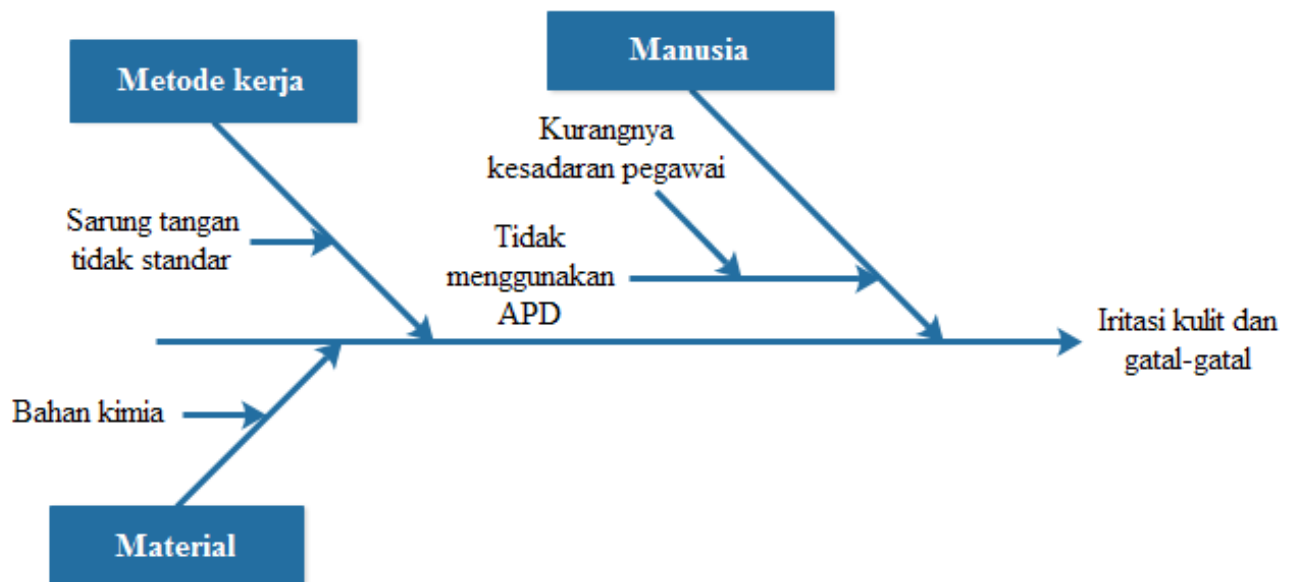 Metode kerja
Manusia
Kurangnya
kesadaran pegawai
Sarung tangan
tidak standar
Tidak
menggunakan
APD
Iritasi kulit dan
gatal-gatal
Bahan kimia
Material